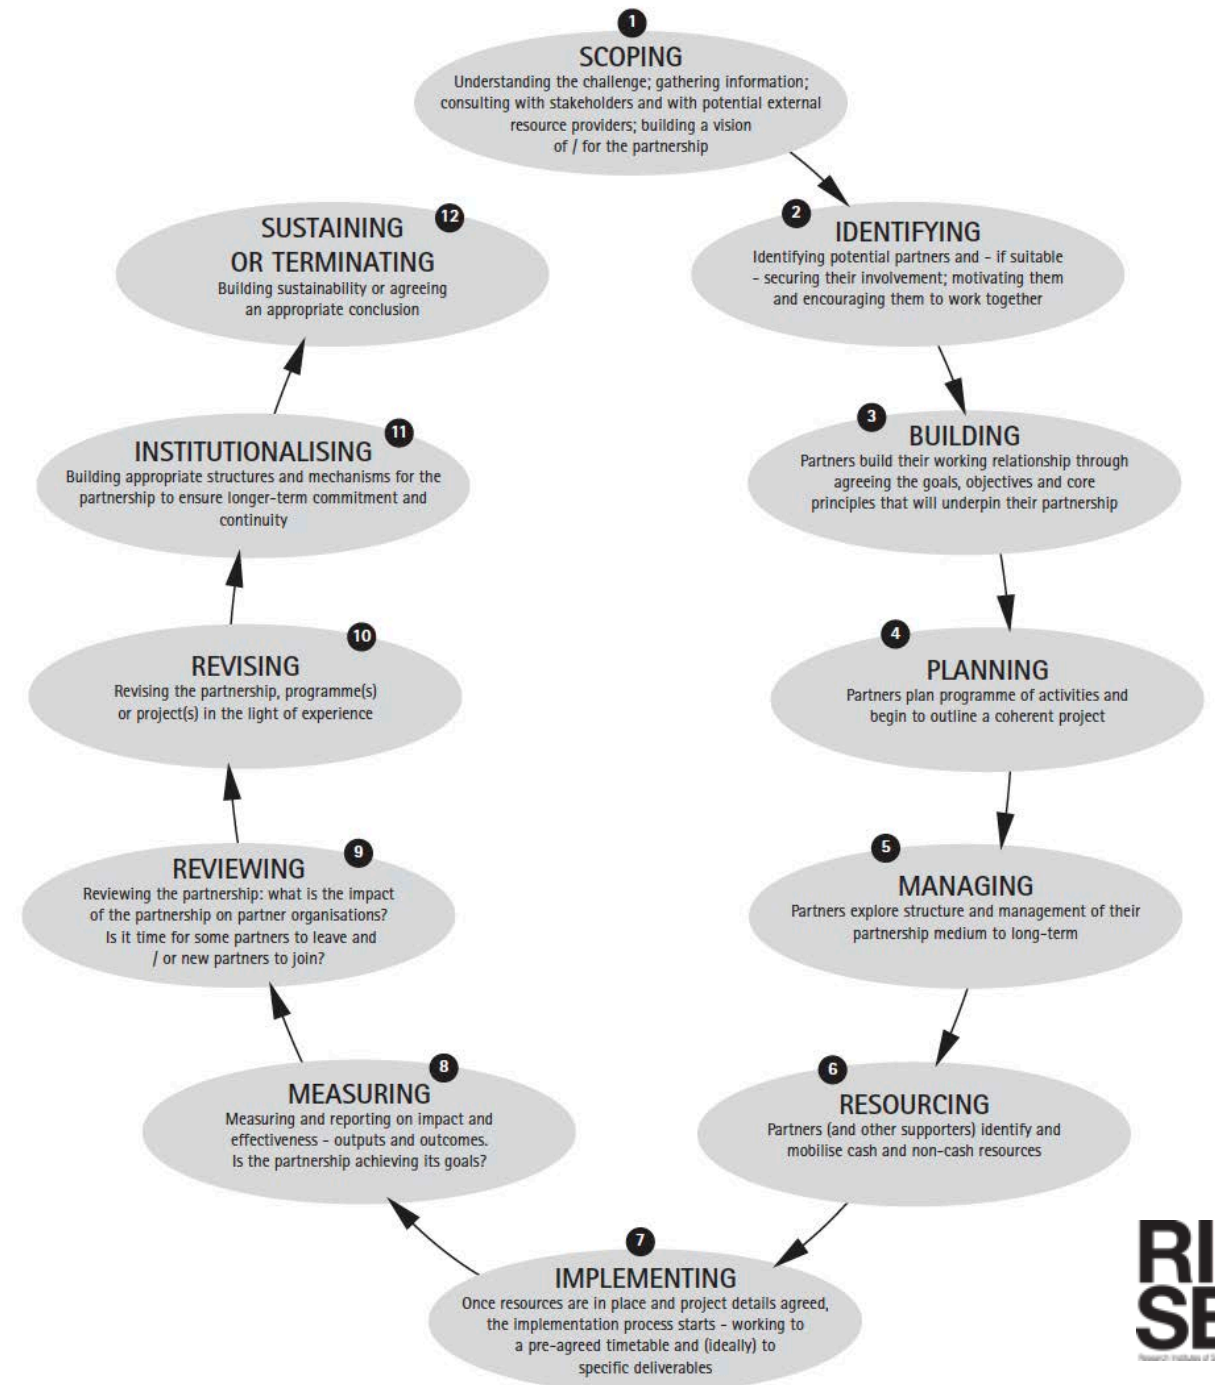 1
SCOPING
Understanding the challenge; gathering information;
consulting with stakeholders and with potential external
resource providers; building a vision
of / for the partnership
2
IDENTIFYING
Identifying potential partners and - if suitable
- securing their involvement; motivating them
and encouraging them to work together
3
BUILDING
Partners build their working relationship through
agreeing the goals, objectives and core
principles that will underpin their partnership
4
PLANNING
Partners plan programme of activities and
begin to outline a coherent project
5
MANAGING
Partners explore structure and management of their
partnership medium to long-term
6
RESOURCING
Partners (and other supporters) identify and
mobilise cash and non-cash resources
7
IMPLEMENTING
Once resources are in place and project details agreed,
the implementation process starts - working to
a pre-agreed timetable and (ideally) to
specific deliverables
8
MEASURING
Measuring and reporting on impact and
effectiveness - outputs and outcomes.
Is the partnership achieving its goals?
9
REVIEWING
Reviewing the partnership: what is the impact
of the partnership on partner organisations?
Is it time for some partners to leave and
/ or new partners to join?
10
REVISING
Revising the partnership, programme(s)
or project(s) in the light of experience
11
INSTITUTIONALISING
Building appropriate structures and mechanisms for the
partnership to ensure longer-term commitment and
continuity
12
SUSTAINING
OR TERMINATING
Building sustainability or agreeing
an appropriate conclusion
RI
SE
Research Institutes of